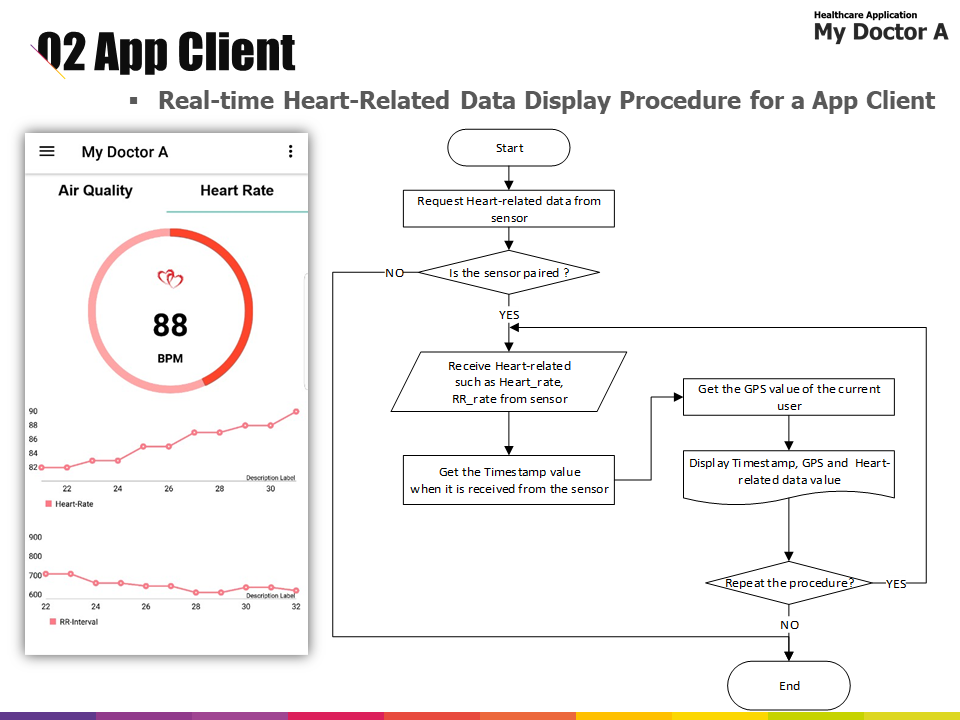 Healthcare Application
My Doctor A
02 App Client
▪ Real-time Heart-Related Data Display Procedure for a App Client
My Doctor A
Air Quality Heart Rate
88
BPM
90
88
86
84
82
22 24 26 28 30
Description Label
Heart-Rate
900
800
700
600
Description Label
22 24 26 28 30 32
RR-Interval
Start
Request Heart-related data from
sensor
Is the sensor paired ?
NO
YES
Receive Heart-related
such as Heart_rate,
RR_rate from sensor
Get the Timestamp value
when it is received from the sensor
Get the GPS value of the current
user
Display Timestamp, GPS and Heart-
related data value
Repeat the procedure?
YES
NO
End